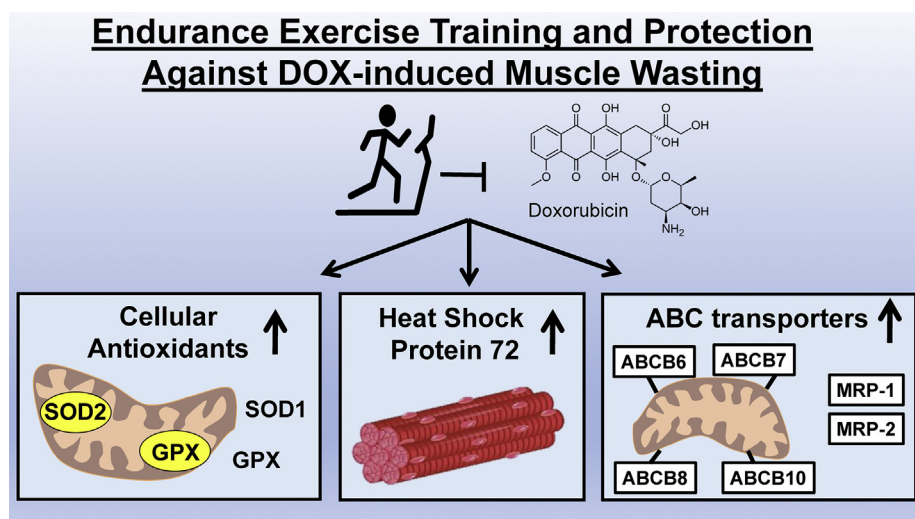 Endurance Exercise Training and Protection
Against DOX-induced Muscle Wasting
O
OH
O
OH
OH
O
O
OH
O
O
OH
NH2
Doxorubicin
Cellular
Antioxidants
SOD2
GPX
SOD1
GPX
Heat Shock
Protein 72
ABC transporters
ABCB6
ABCB7
ABCB8
ABCB10
MRP-1
MRP-2